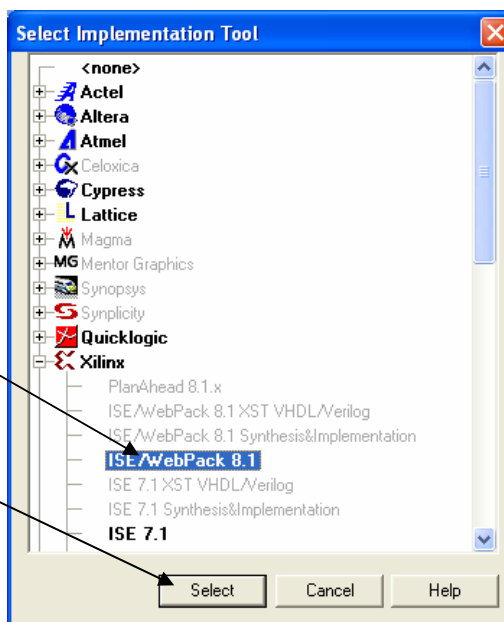 Select Implementation Tool
<none>
Actel
Altera
Atmel
Celoxica
Cypress
Lattice
Magma
MG Mentor Graphics
Synopsys
Synplicity
Quicklogic
Xilinx
PlanAhead 8.1.x
ISE/WebPack 8.1 XST VHDL/Verilog
ISE/WebPack 8.1 Synthesis&Implementation
ISE/WebPack 8.1
ISE 7.1 XST VHDL/Verilog
ISE 7.1 Synthesis&Implementation
ISE 7.1
Select Cancel Help